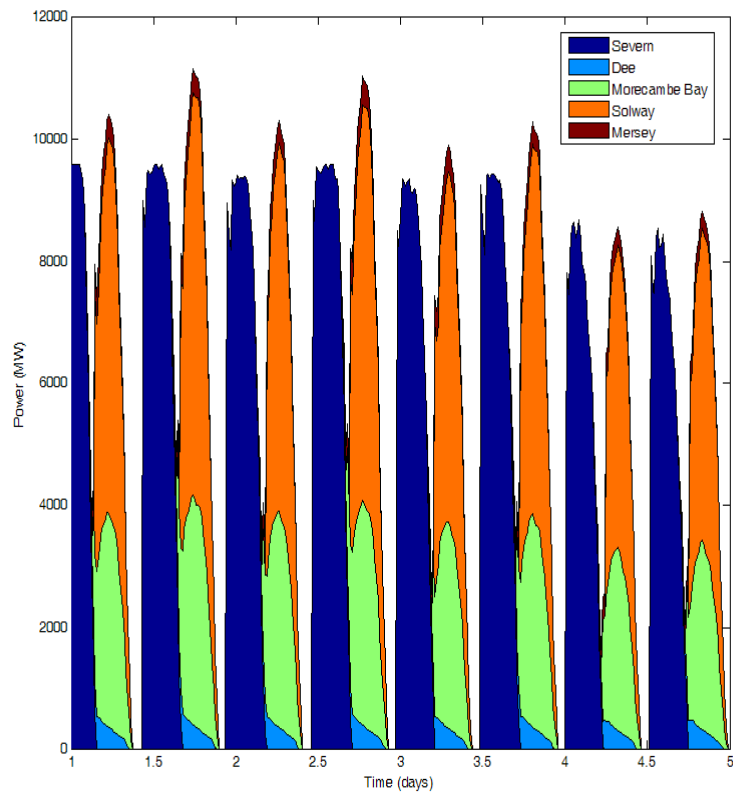 12000
10000
8000
6000
4000
2000
0
Power (MW)
Severn
Dee
Morecambe Bay
Solway
Mersey
1
1.5
2
2.5
3
3.5
4
4.5
5
Time (days)